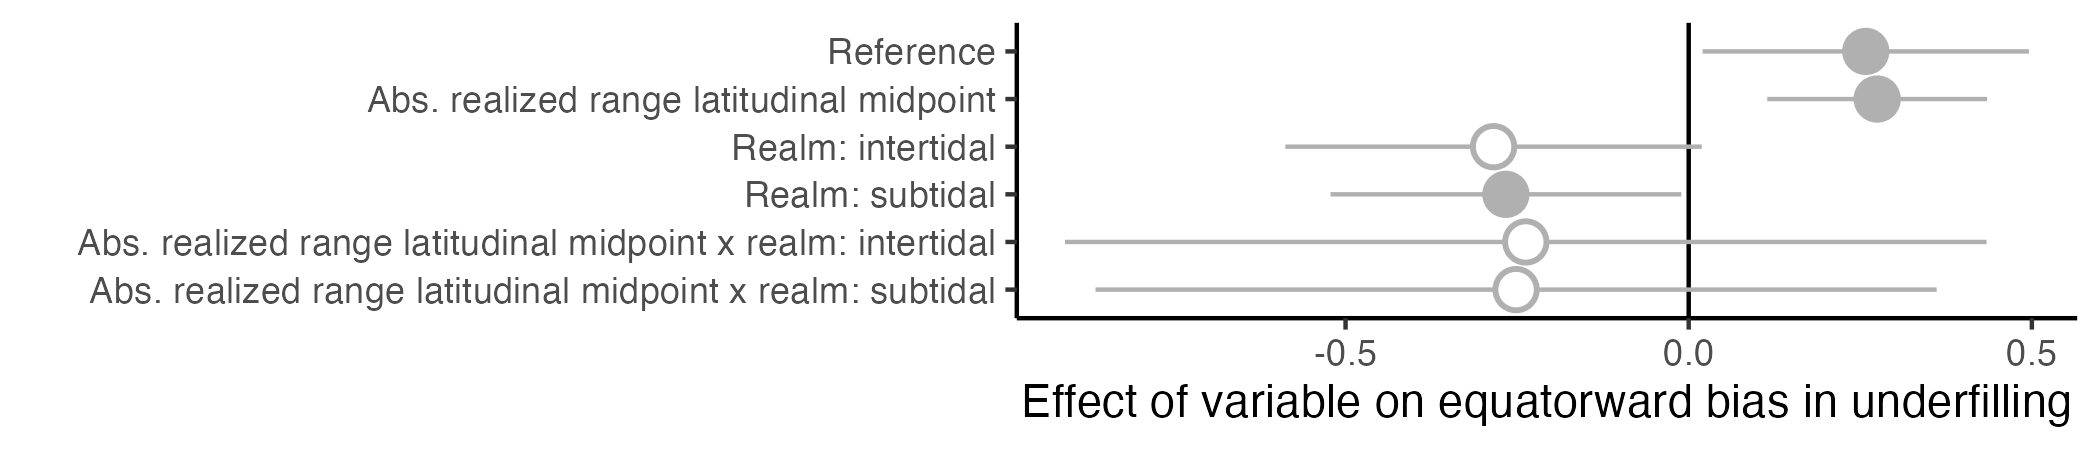 Reference
Abs. realized range latitudinal midpoint
Realm: intertidal
Realm: subtidal
Abs. realized range latitudinal midpoint x realm: intertidal
Abs. realized range latitudinal midpoint x realm: subtidal
-0.5 0.0 0.5
Effect of variable on equatorward bias in underfilling